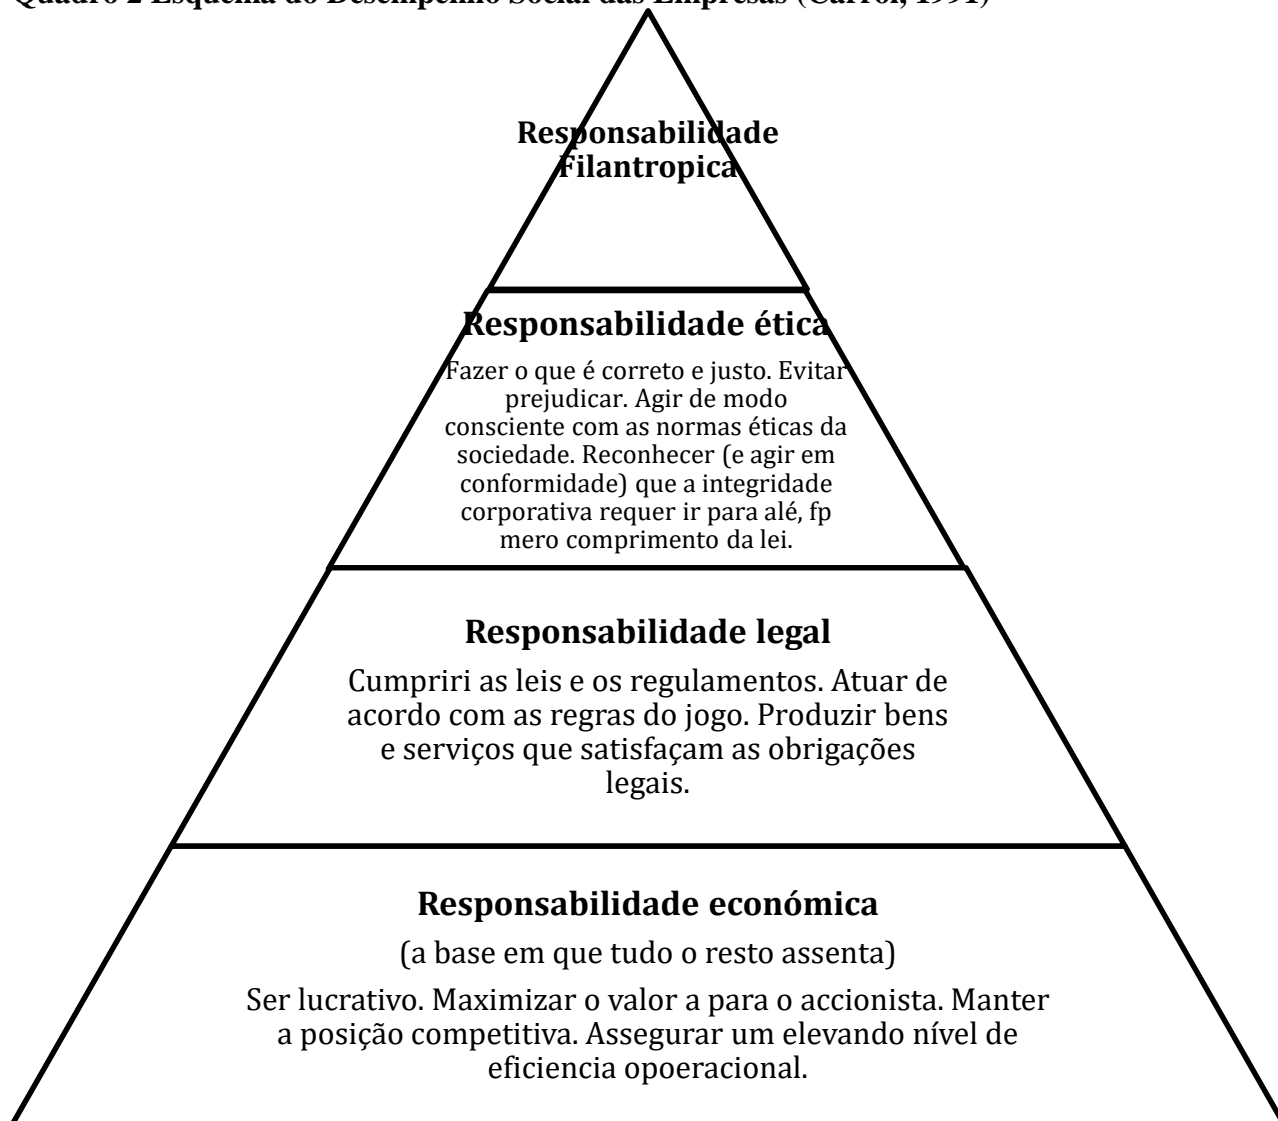 Quadro 2 Esquema do Desempenho Social das Empresas (Carrol, 1991)
Responsabilidade
Filantropica
Responsabilidade ética
Fazer o que é correto e justo. Evitar
prejudicar. Agir de modo
consciente com as normas éticas da
sociedade. Reconhecer (e agir em
conformidade) que a integridade
corporativa requer ir para alé, fp
mero comprimento da lei.
Responsabilidade legal
Cumpriri as leis e os regulamentos. Atuar de
acordo com as regras do jogo. Produzir bens
e serviços que satisfaçam as obrigações
legais.
Responsabilidade económica
(a base em que tudo o resto assenta)
Ser lucrativo. Maximizar o valor a para o accionista. Manter
a posição competitiva. Assegurar um elevando nível de
eficiencia opoeracional.